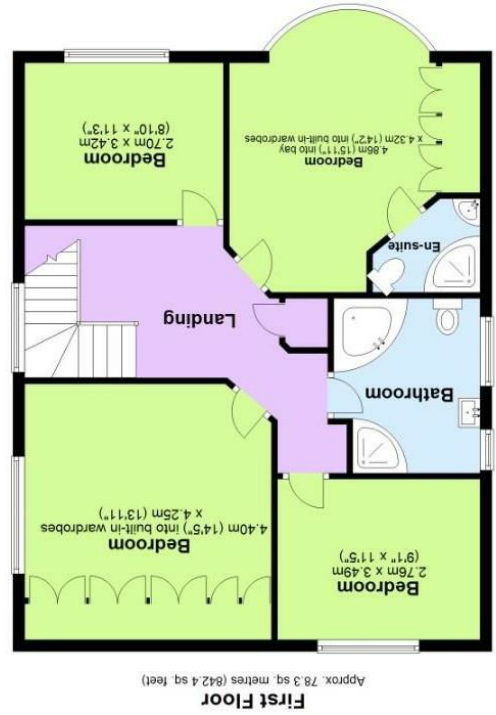 First Floor
Approx. 78.3 sq. metres (842.4 sq. feet)
Bedroom
2.76m x 3.49m
(9'1" x 11'5")
Bedroom
4.40m (14'5") into built-in wardrobes
x 4.25m (13'11")
Bathroom
Landing
En-suite
Bedroom
4.86m (15'11") into bay
x 4.32m (14'2") into built-in wardrobes
Bedroom
2.70m x 3.42m
(8'10" x 11'3")